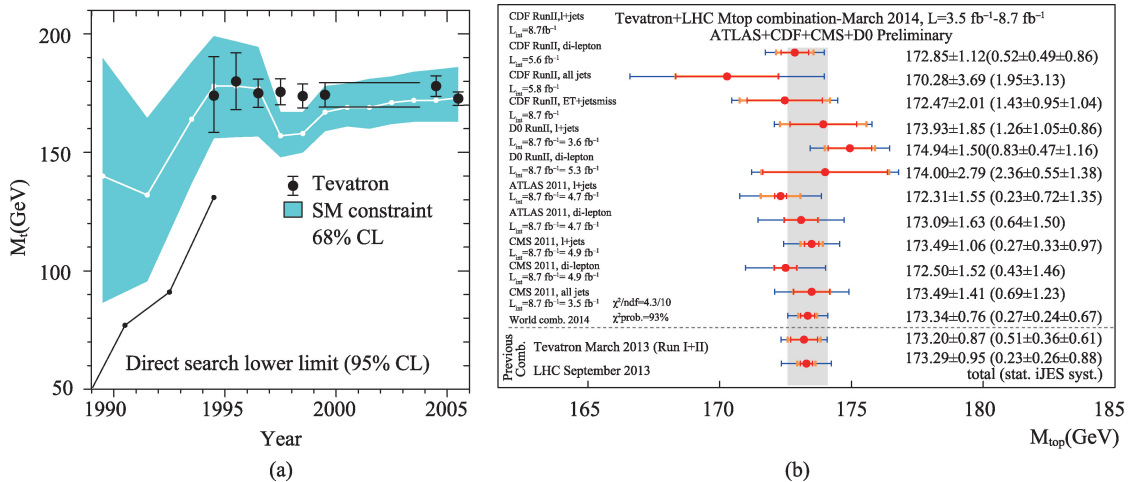 200
150
100
50
M_t(GeV)
Tevatron
SM constraint
68% CL
Direct search lower limit (95% CL)
1990
1995
2000
2005
Year
(a)
Tevatron+LHC Mtop combination-March 2014, L=3.5 fb⁻¹-8.7 fb⁻¹
ATLAS+CDF+CMS+D0 Preliminary
CDF RunII,l+jets
L_int=8.7fb⁻¹
172.85±1.12(0.52±0.49±0.86)
CDF RunII, di-lepton
L_int=5.6 fb⁻¹
170.28±3.69 (1.95±3.13)
CDF RunII, all jets
L_int=5.8 fb⁻¹
172.47±2.01 (1.43±0.95±1.04)
CDF RunII, ET+jetsmiss
L_int=8.7 fb⁻¹
173.93±1.85 (1.26±1.05±0.86)
D0 RunII, l+jets
L_int=8.7 fb⁻¹= 3.6 fb⁻¹
174.94±1.50(0.83±0.47±1.16)
D0 RunII, di-lepton
L_int=8.7 fb⁻¹= 5.3 fb⁻¹
174.00±2.79 (2.36±0.55±1.38)
ATLAS 2011, l+jets
L_int=8.7 fb⁻¹= 4.7 fb⁻¹
172.31±1.55 (0.23±0.72±1.35)
ATLAS 2011, di-lepton
L_int=8.7 fb⁻¹= 4.7 fb⁻¹
173.09±1.63 (0.64±1.50)
CMS 2011, l+jets
L_int=8.7 fb⁻¹= 4.9 fb⁻¹
173.49±1.06 (0.27±0.33±0.97)
CMS 2011, di-lepton
L_int=8.7 fb⁻¹= 4.9 fb⁻¹
172.50±1.52 (0.43±1.46)
CMS 2011, all jets
L_int=8.7 fb⁻¹= 3.5 fb⁻¹
χ²/ndf=4.3/10
173.49±1.41 (0.69±1.23)
World comb. 2014
χ²prob.=93%
173.34±0.76 (0.27±0.24±0.67)
Previous
Comb.
Tevatron March 2013 (Run I+II)
173.20±0.87 (0.51±0.36±0.61)
LHC September 2013
173.29±0.95 (0.23±0.26±0.88)
total (stat. iJES syst.)
165
170
175
180
185
M_top(GeV)
(b)